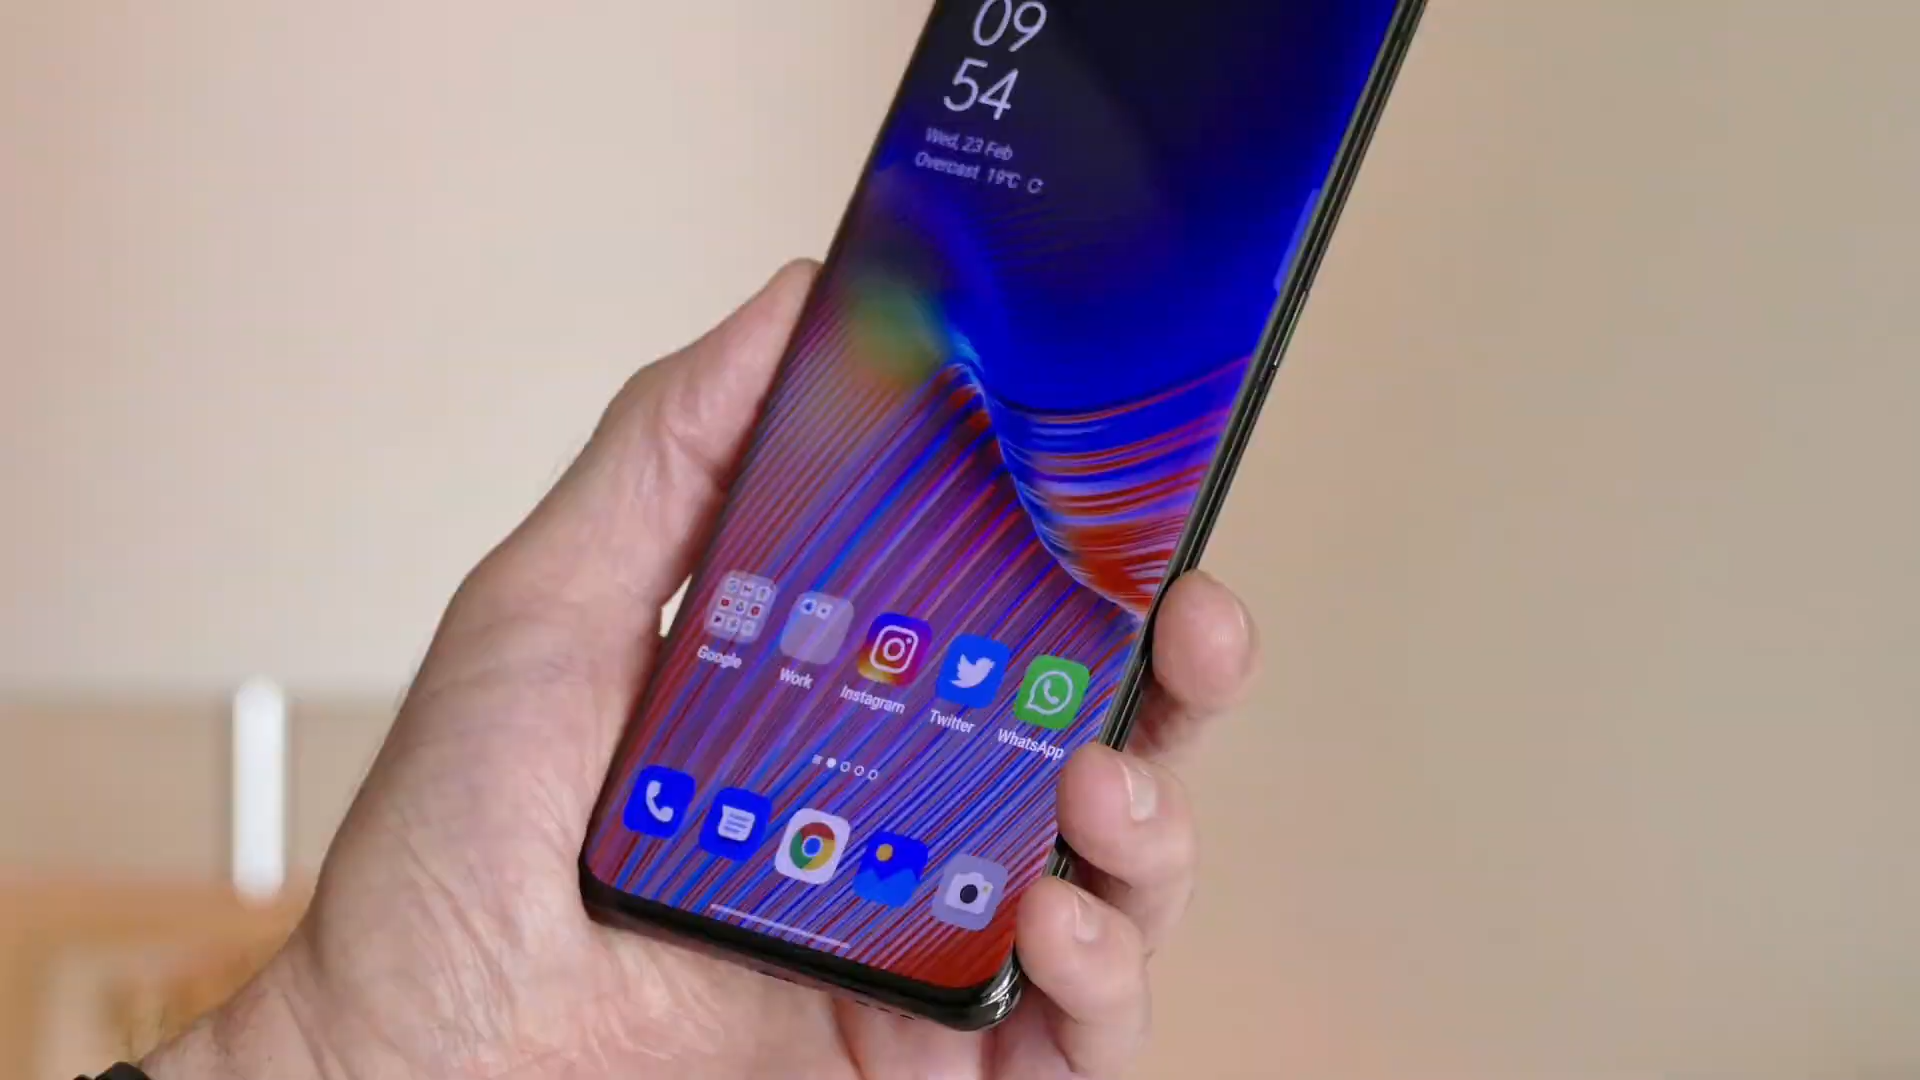 09
54
Wed, 23 Feb
Overcast 19°C
Google
Work
Instagram
Twitter
WhatsApp